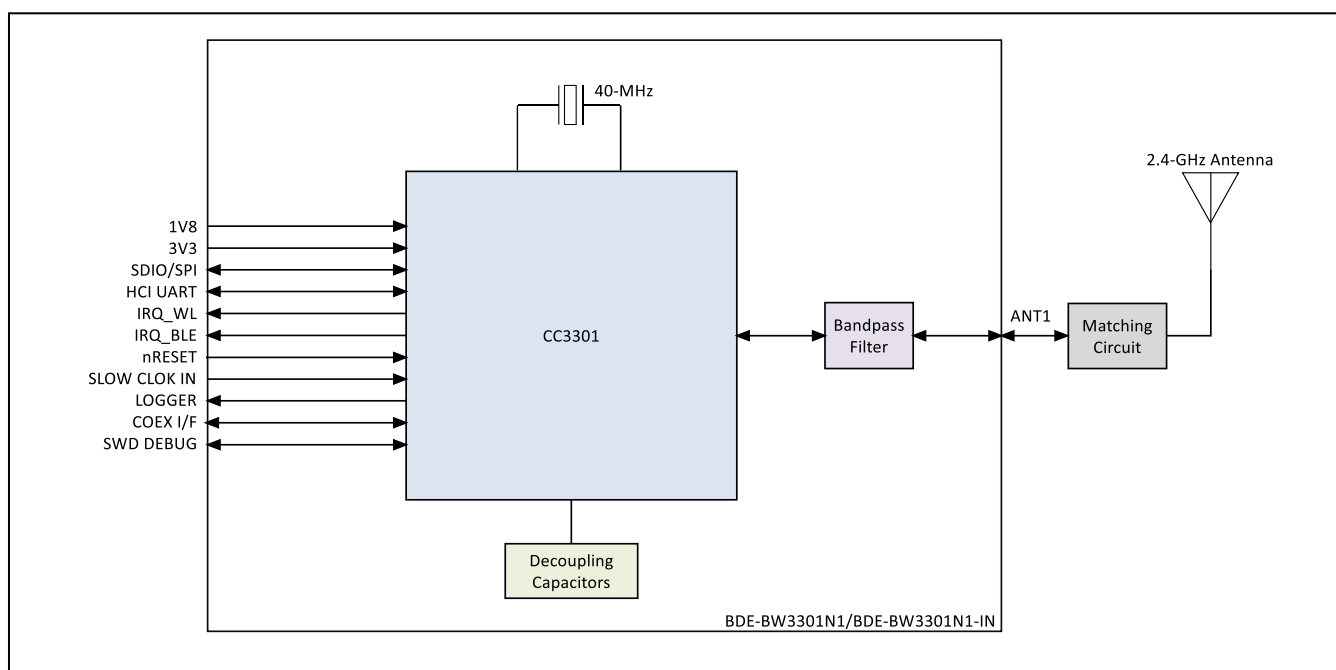 40-MHz
2.4-GHz Antenna
1V8
3V3
SDIO/SPI
HCI UART
IRQ_WL
IRQ_BLE
nRESET
SLOW CLOK IN
LOGGER
COEX I/F
SWD DEBUG
CC3301
Bandpass
Filter
ANT1
Matching
Circuit
Decoupling
Capacitors
BDE-BW3301N1/BDE-BW3301N1-IN